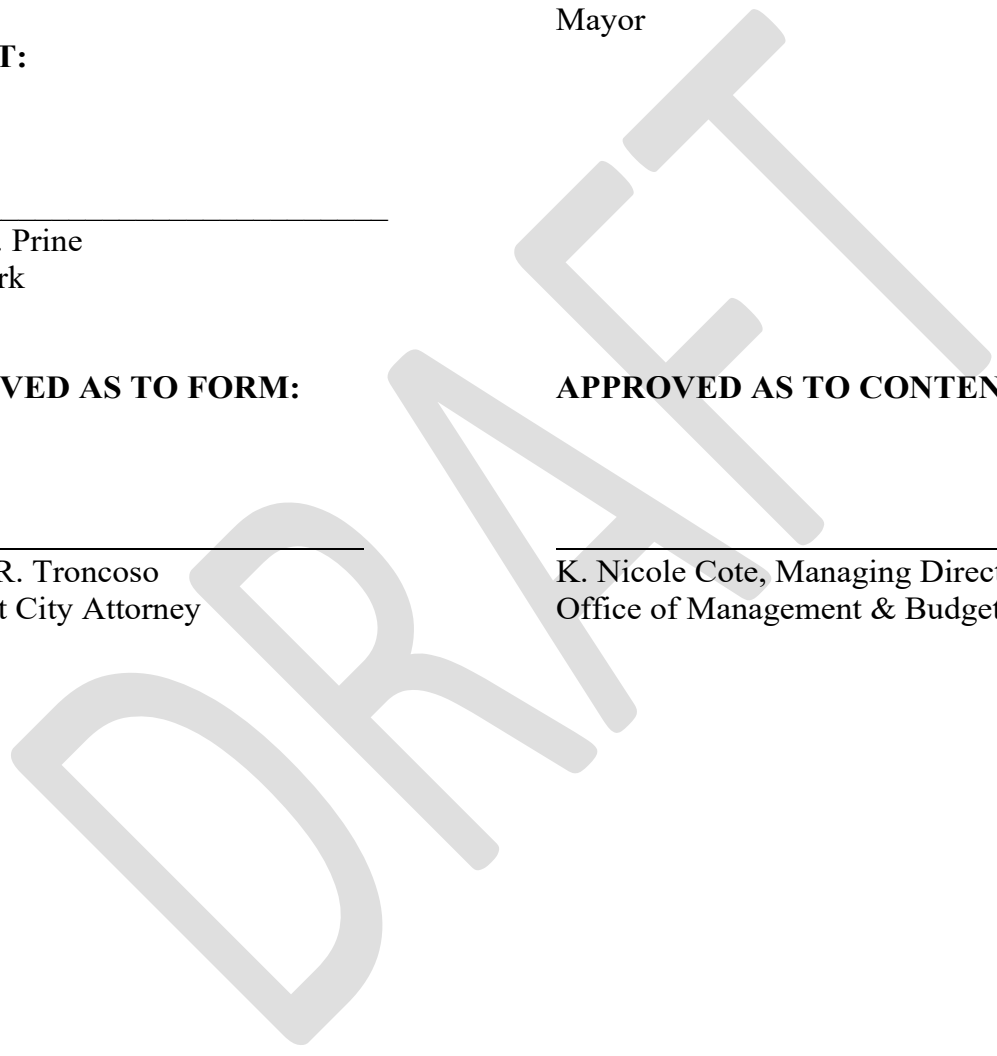 Mayor
T:
. Prine
rk
VED AS TO FORM:
APPROVED AS TO CONTEN
R. Troncoso
t City Attorney
K. Nicole Cote, Managing Direct
Office of Management & Budget
DRAFT